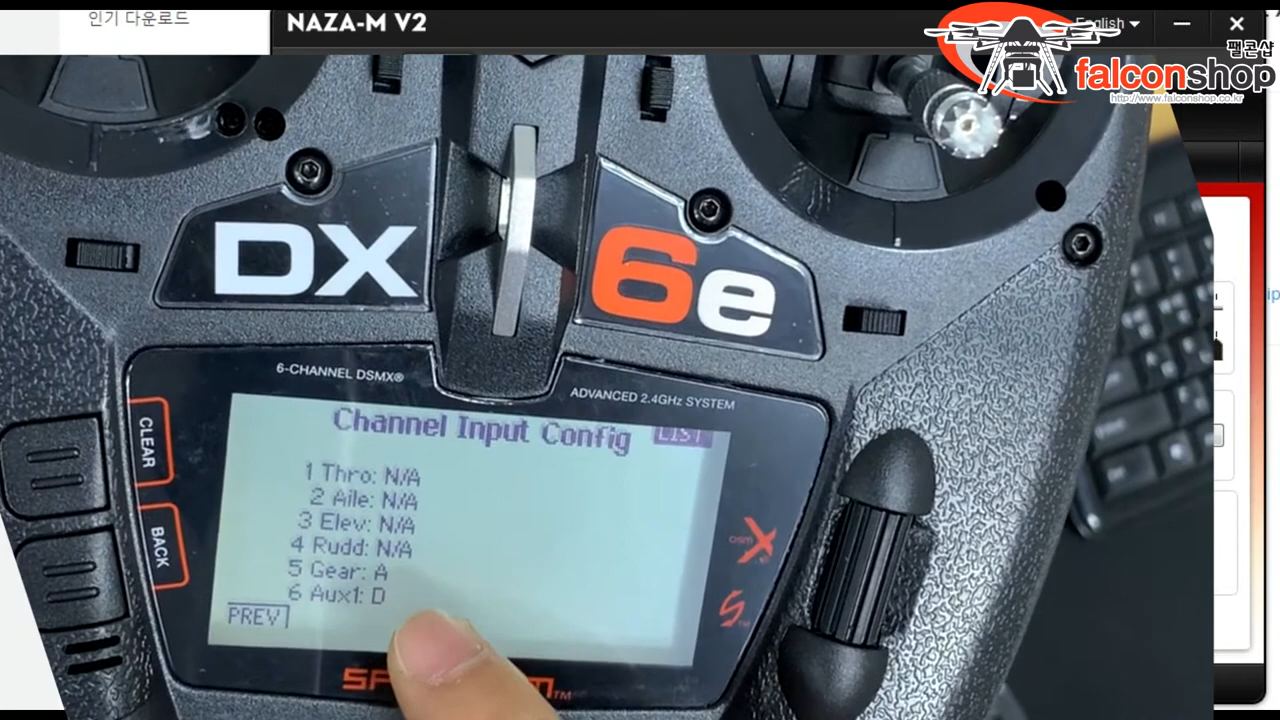 인기 다운로드
NAZA-M V2
English
팰콘샵
falconshop
http://www.falconshop.co.kr
DX
6e
6-CHANNEL DSMX®
ADVANCED 2.4GHz SYSTEM
CLEAR
BACK
Channel Input Config
LIST
1 Thro: N/A
2 Aile: N/A
3 Elev: N/A
4 Rudd: N/A
5 Gear: A
6 Aux1: D
PREV